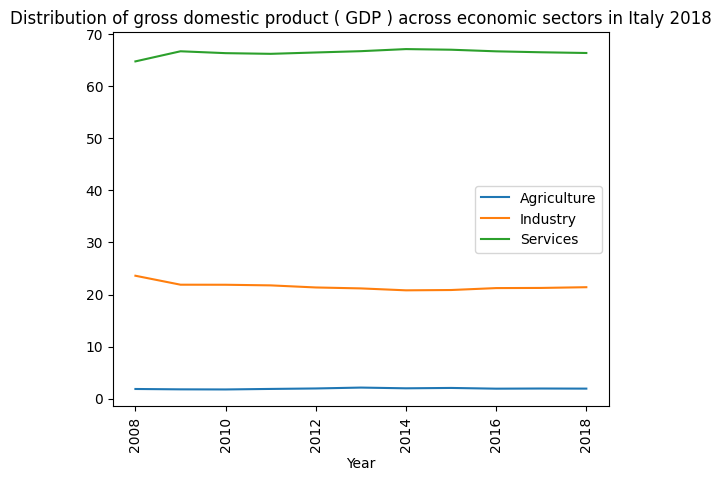 Distribution of gross domestic product ( GDP ) across economic sectors in Italy 2018
70
60
50
40
30
20
10
0
Agriculture
Industry
Services
2008
2010
2012
2014
2016
2018
Year